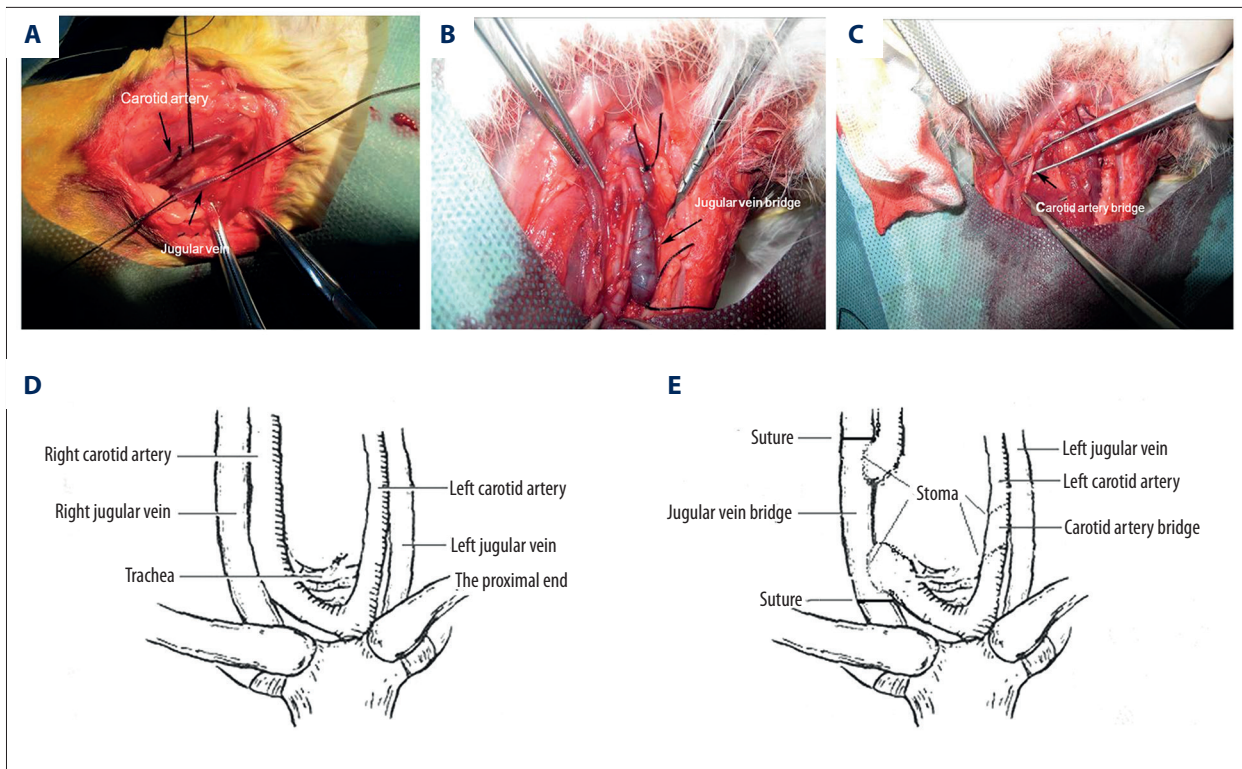 A
Carotid artery
Jugular vein
B
Jugular vein bridge
C
Carotid artery bridge
D
Right carotid artery
Right jugular vein
Trachea
Left carotid artery
Left jugular vein
The proximal end
E
Suture
Jugular vein bridge
Suture
Stoma
Left jugular vein
Left carotid artery
Carotid artery bridge